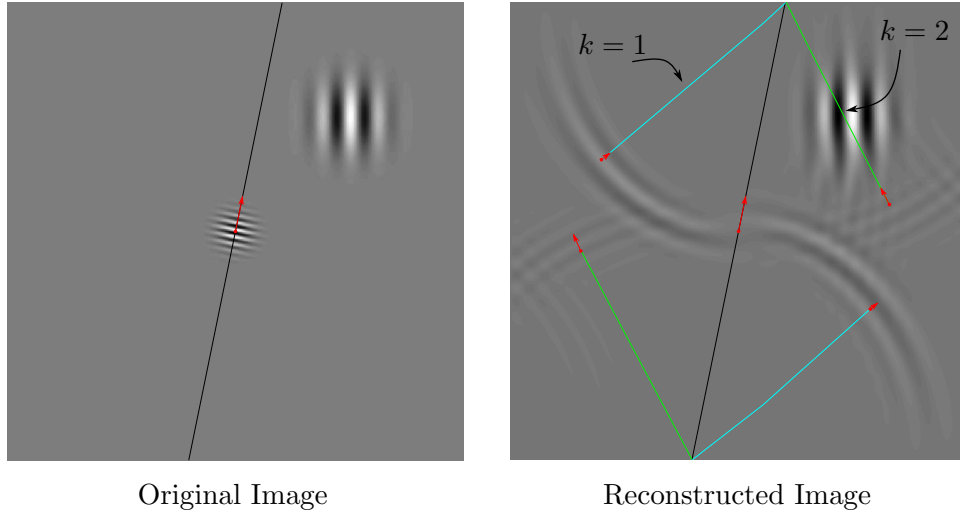 k = 1
k = 2
Original Image
Reconstructed Image